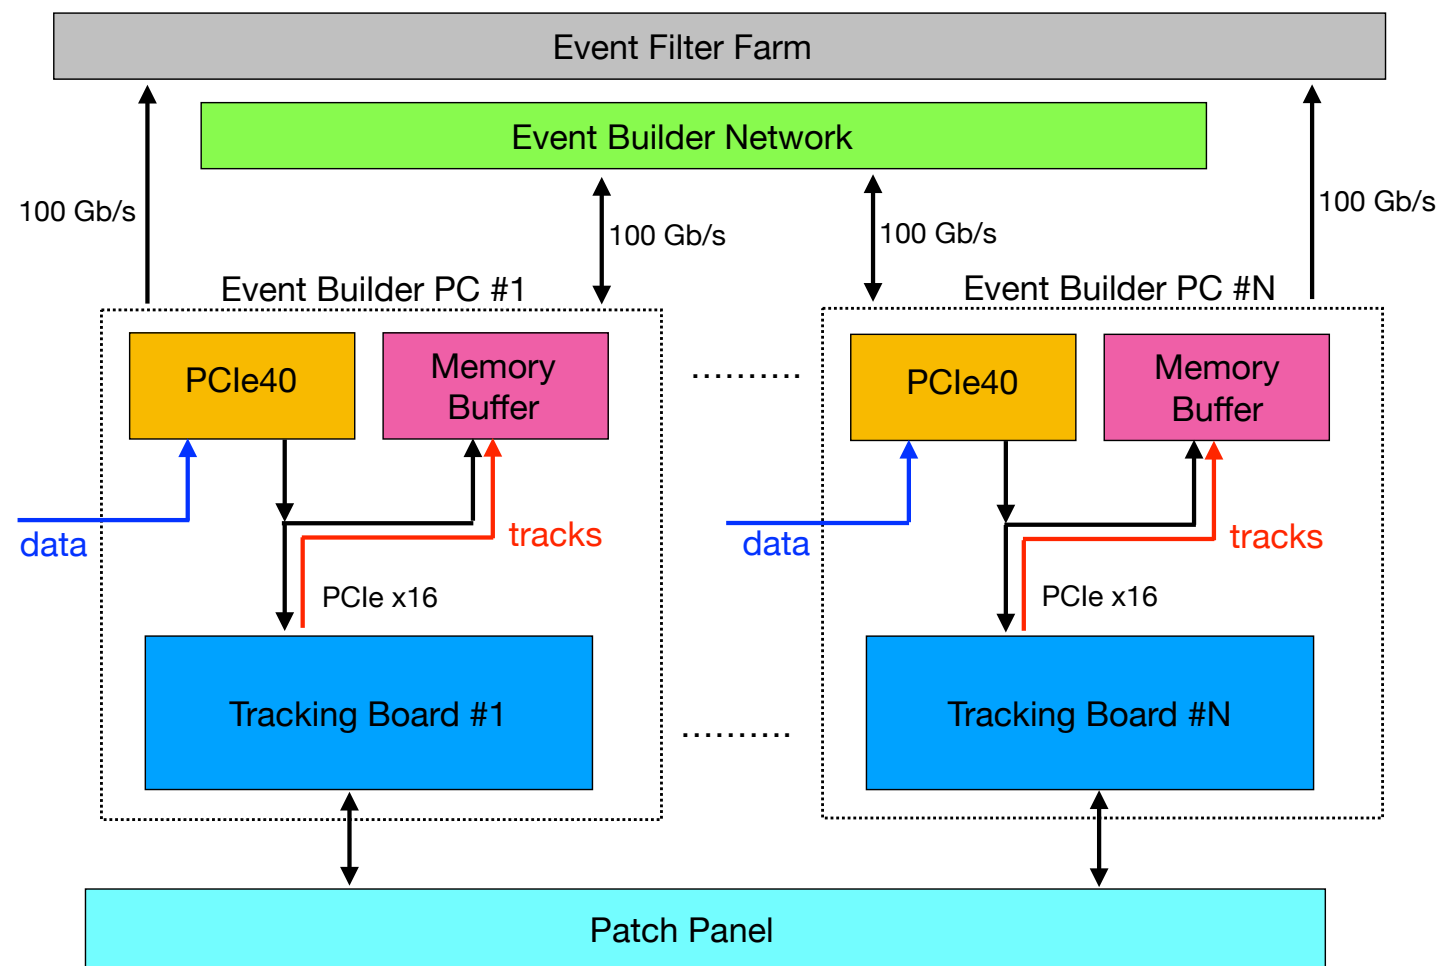 Event Filter Farm
Event Builder Network
100 Gb/s
100 Gb/s
100 Gb/s
100 Gb/s
Event Builder PC #1
Event Builder PC #N
PCIe40
Memory
Buffer
..........
PCIe40
Memory
Buffer
data
tracks
data
tracks
PCIe x16
PCIe x16
Tracking Board #1
..........
Tracking Board #N
Patch Panel